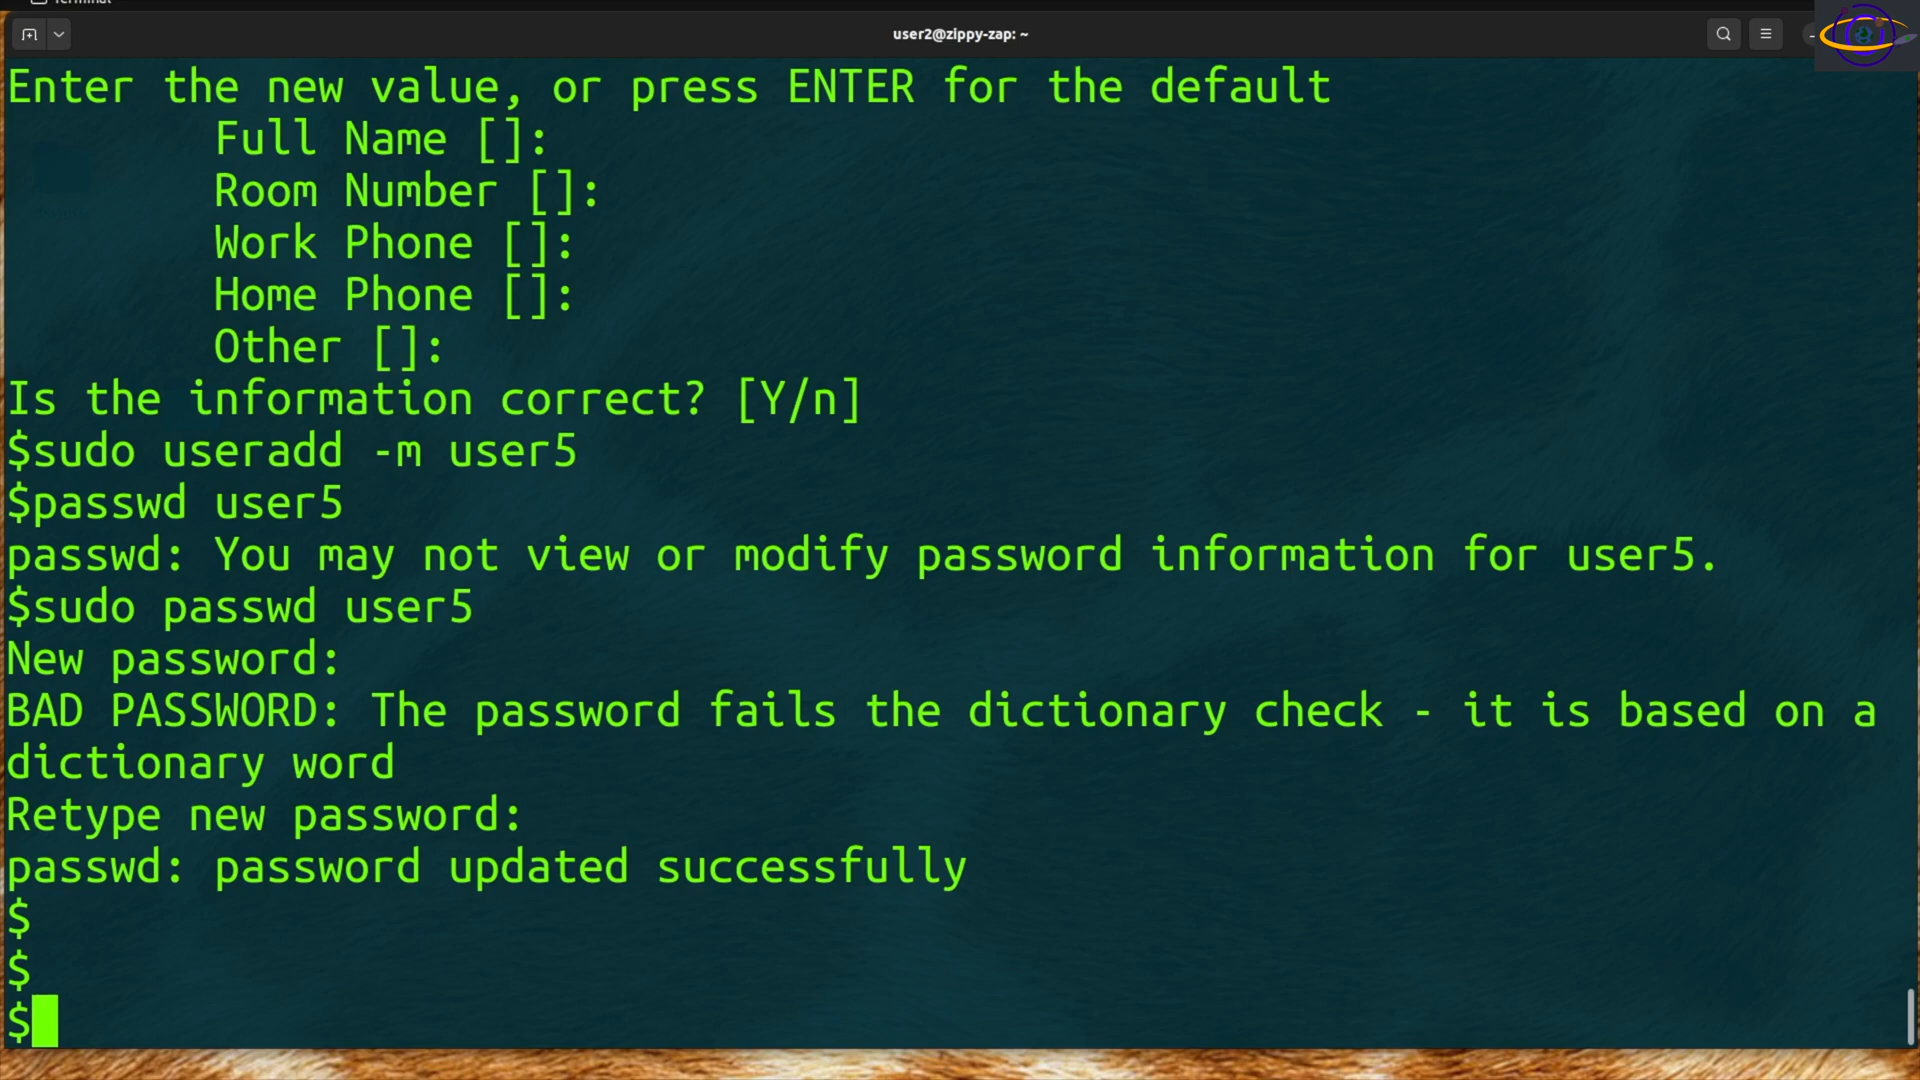 Terminal
user2@zippy-zap: ~
Enter the new value, or press ENTER for the default
Full Name []:
Room Number []:
Work Phone []:
Home Phone []:
Other []:
Is the information correct? [Y/n]
$sudo useradd -m user5
$passwd user5
passwd: You may not view or modify password information for user5.
$sudo passwd user5
New password:
BAD PASSWORD: The password fails the dictionary check - it is based on a
dictionary word
Retype new password:
passwd: password updated successfully
$
$
$